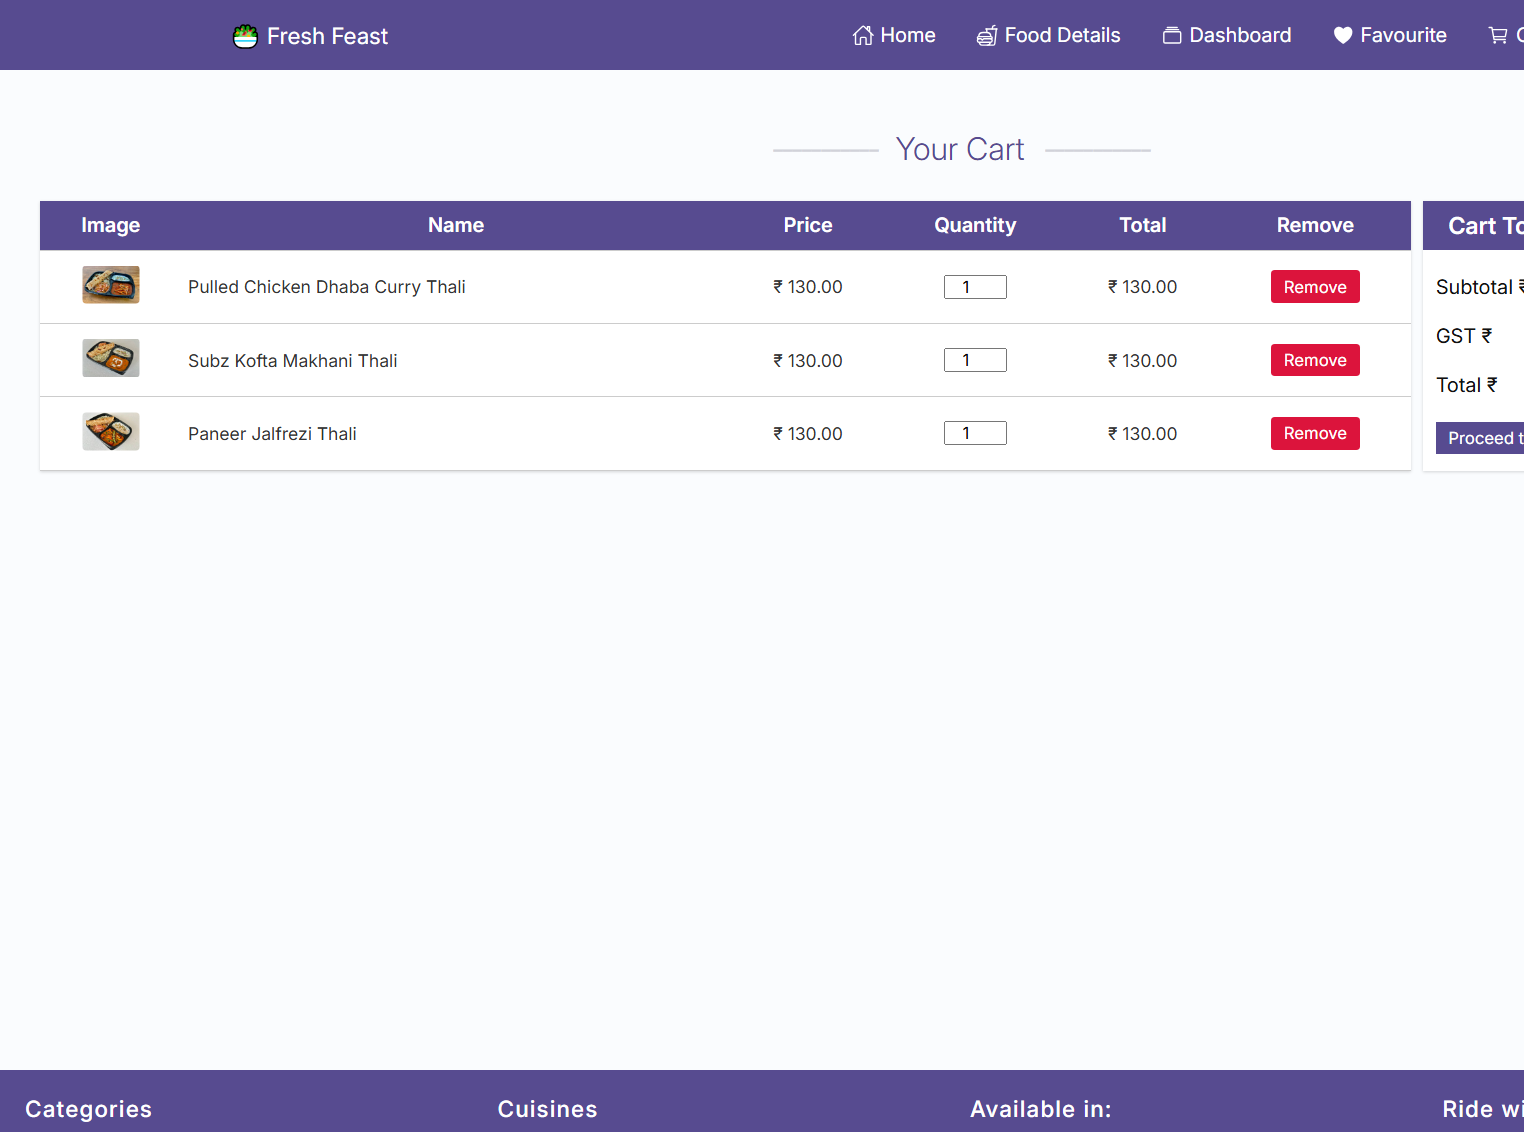 Fresh Feast Home Food Details Dashboard Favourite
Your Cart
Image Name Price Quantity Total Remove
Pulled Chicken Dhaba Curry Thali ₹ 130.00 1 ₹ 130.00 Remove
Subz Kofta Makhani Thali ₹ 130.00 1 ₹ 130.00 Remove
Paneer Jalfrezi Thali ₹ 130.00 1 ₹ 130.00 Remove
Cart
Subtotal ₹
GST ₹
Total ₹
Proceed
Categories Cuisines Available in: Ride